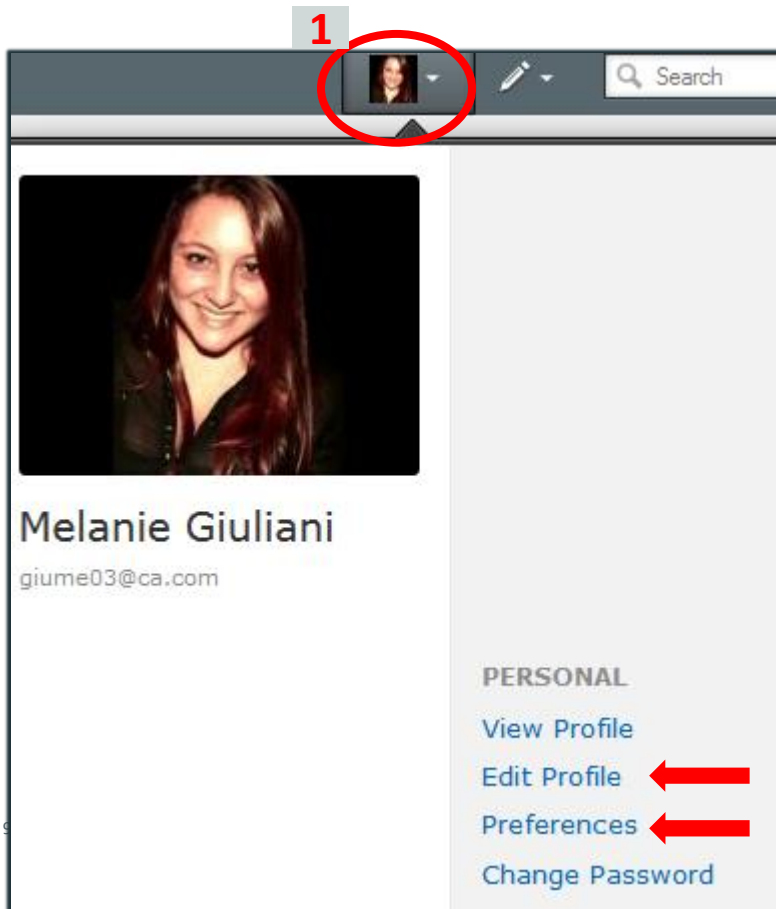 1
Search
Melanie Giuliani
giume03@ca.com
PERSONAL
View Profile
Edit Profile
Preferences
Change Password